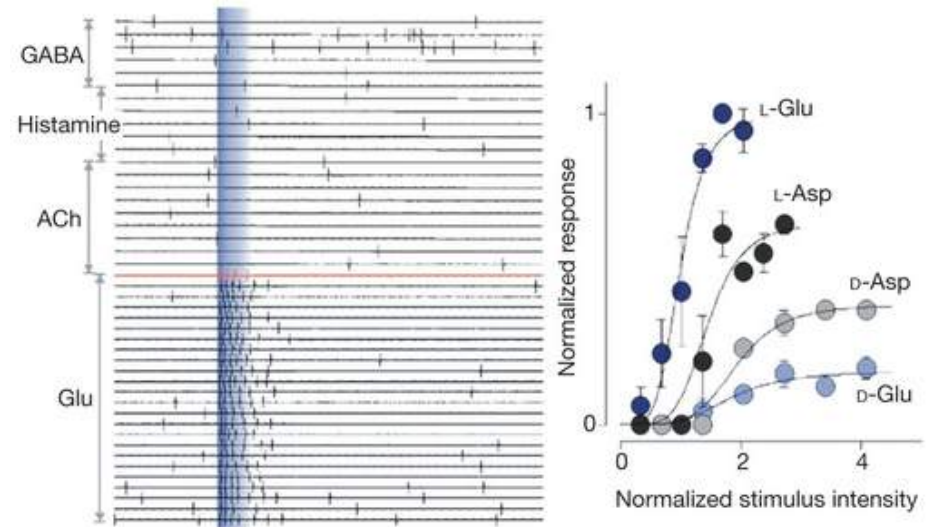 GABA
Histamine
ACh
Glu
Normalized response
1
0
L-Glu
L-Asp
D-Asp
D-Glu
0 2 4
Normalized stimulus intensity